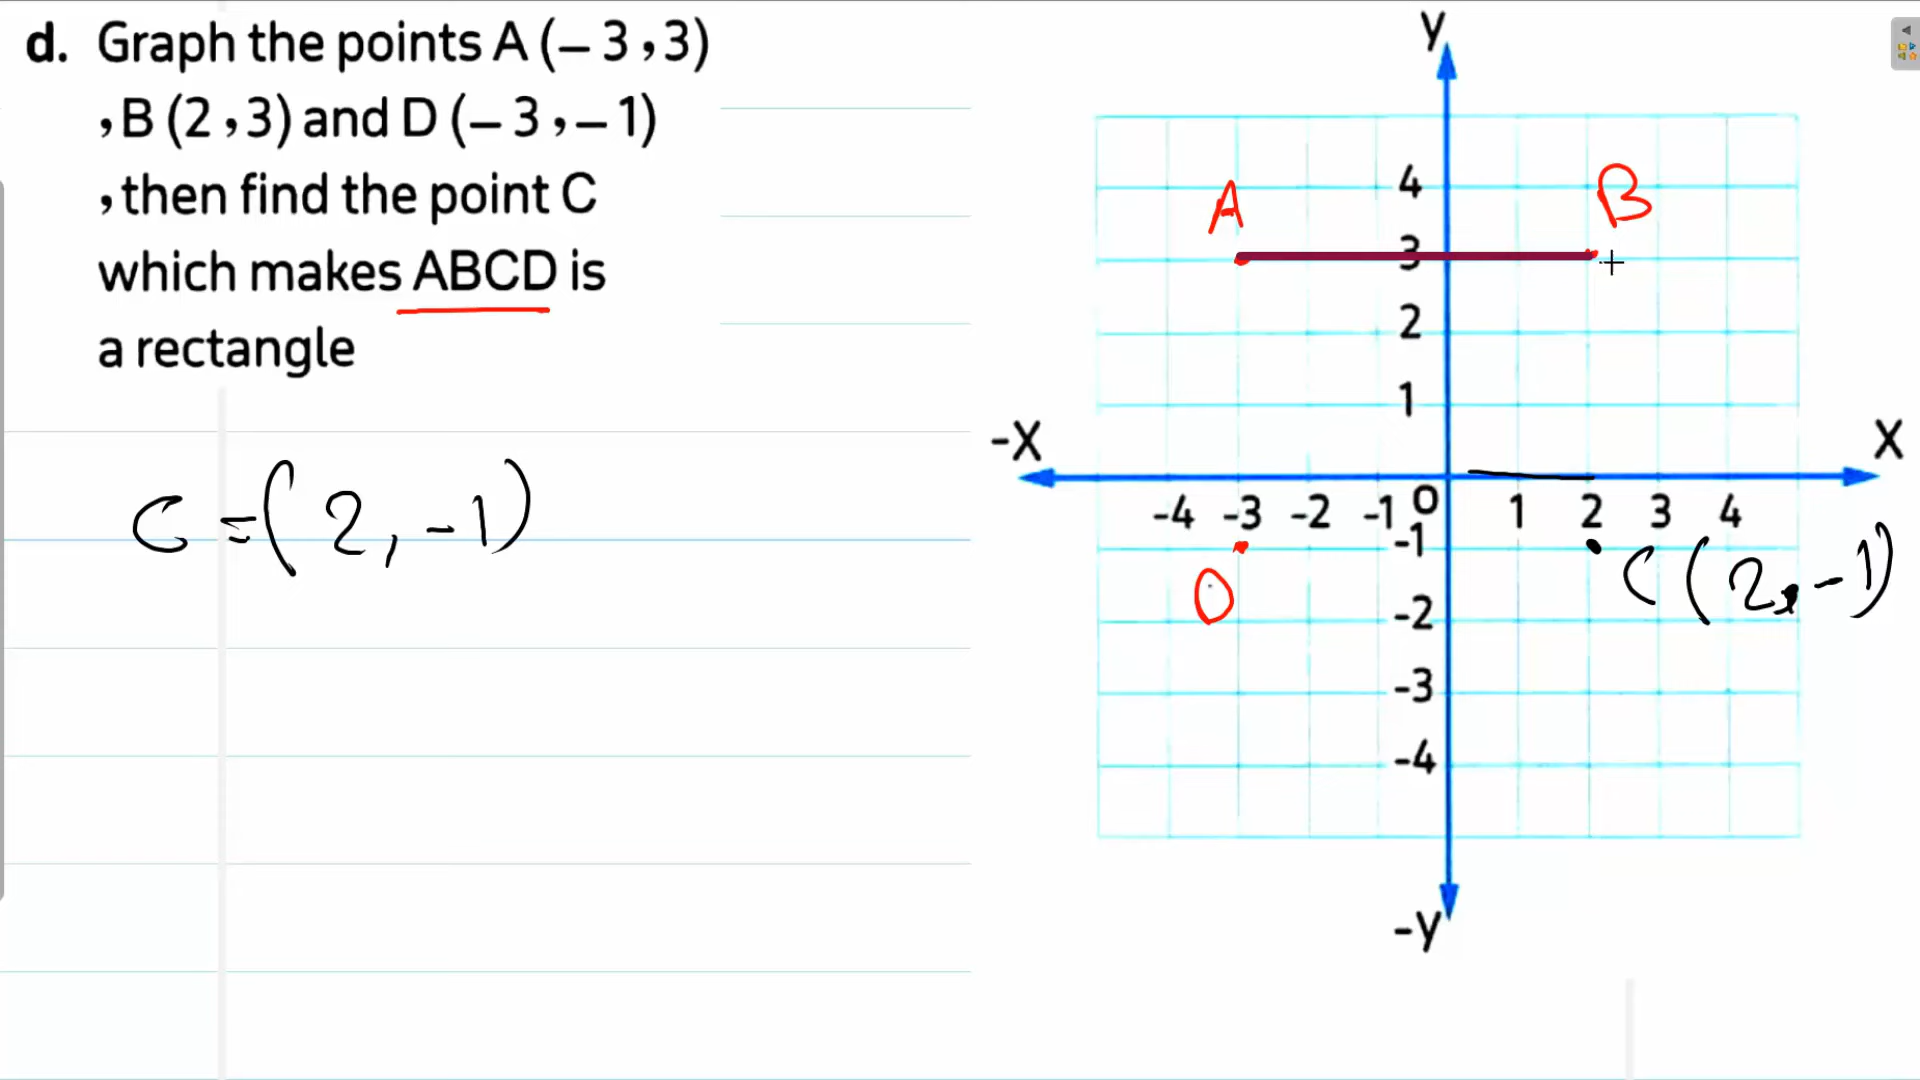 d. Graph the points A (– 3 , 3)
, B (2 , 3) and D (– 3 , – 1)
, then find the point C
which makes ABCD is
a rectangle
C = (2, -1)
y
4
A
B
3
2
1
-X
X
-4 -3 -2 -1 0 1 2 3 4
-1
D
C (2, -1)
-2
-3
-4
-y